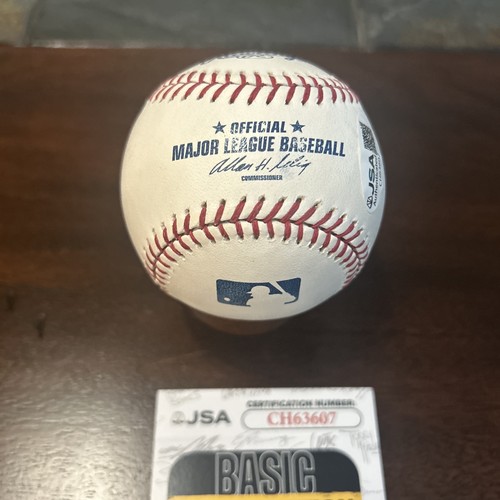 ★ OFFICIAL ★
MAJOR LEAGUE BASEBALL
Allan H. Selig
COMMISSIONER
JSA
CERTIFICATION NUMBER:
JSA
CH63607
BASIC